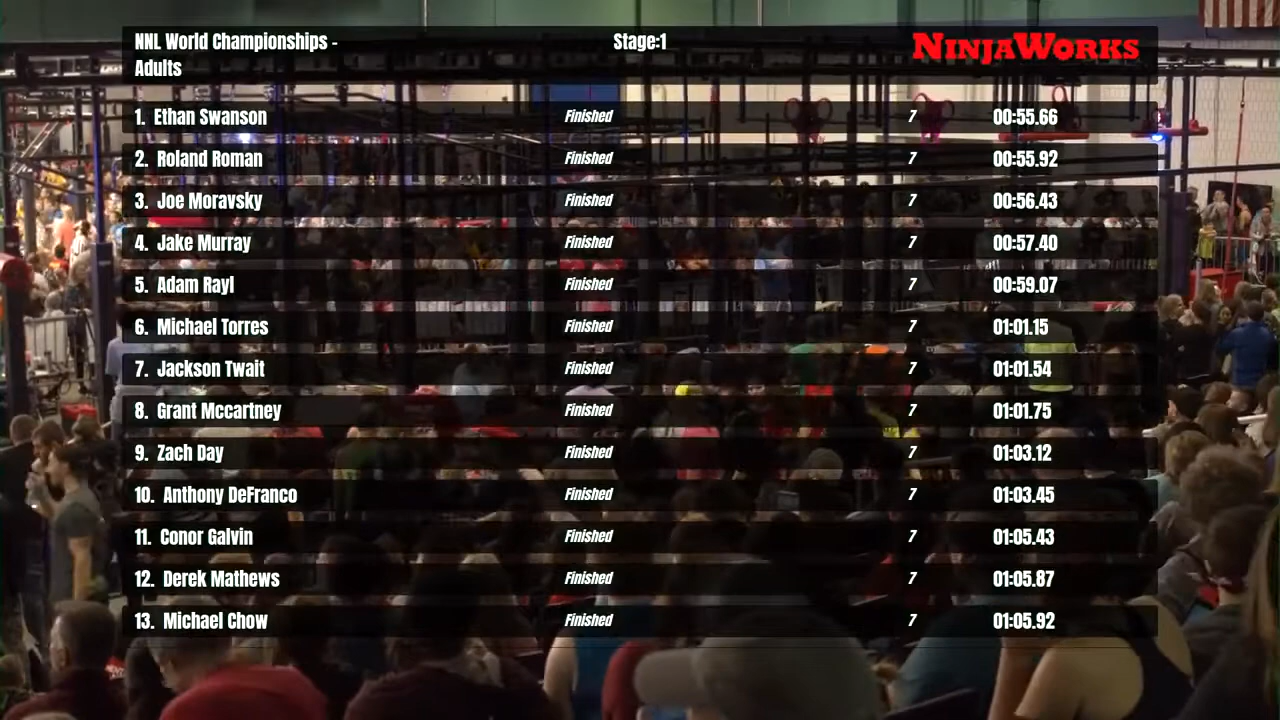 NNL World Championships - Stage:1 NinjaWorks
Adults
1. Ethan Swanson Finished 7 00:55.66
2. Roland Roman Finished 7 00:55.92
3. Joe Moravsky Finished 7 00:56.43
4. Jake Murray Finished 7 00:57.40
5. Adam Rayl Finished 7 00:59.07
6. Michael Torres Finished 7 01:01.15
7. Jackson Twait Finished 7 01:01.54
8. Grant Mccartney Finished 7 01:01.75
9. Zach Day Finished 7 01:03.12
10. Anthony DeFranco Finished 7 01:03.45
11. Conor Galvin Finished 7 01:05.43
12. Derek Mathews Finished 7 01:05.87
13. Michael Chow Finished 7 01:05.92